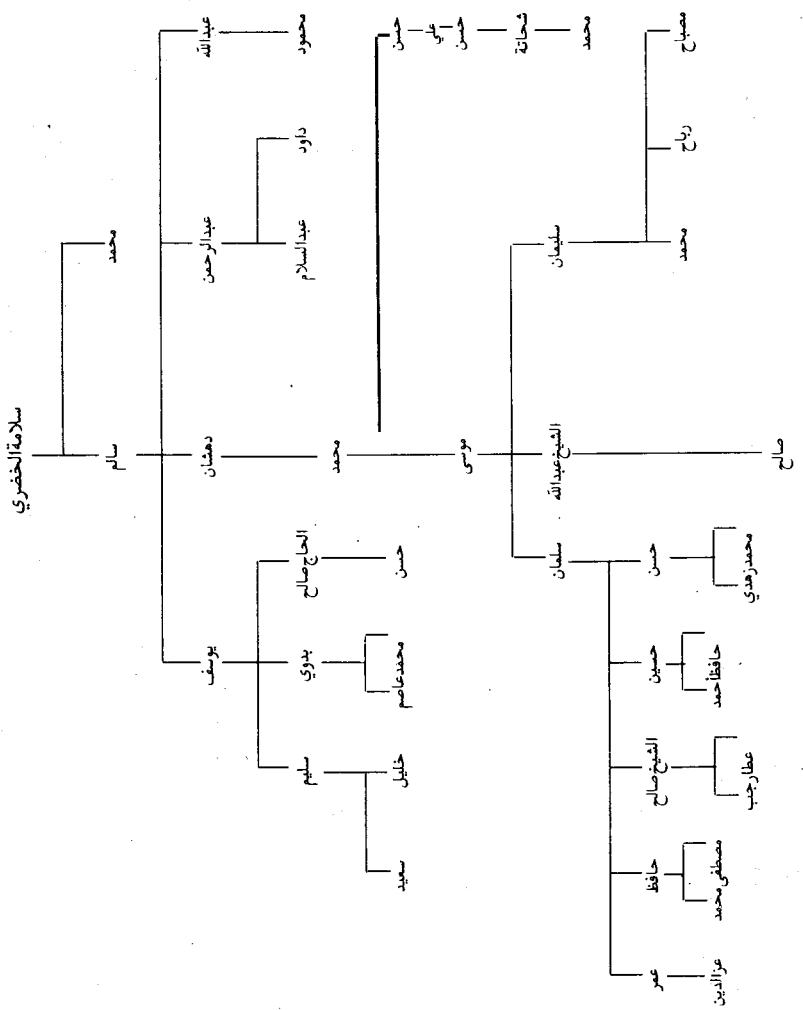 سلامة الخضري
محمد
سالم
عبدالله
عبدالرحمن
دهشان
يوسف
محمود
داود
عبدالسلام
محمد
الحاج صالح
بدوي
سليم
حسن
علي
حسن
شحاتة
محمد
حسن
محمد عاصم
خليل
سعيد
موسى
سليمان
الشيخ عبدالله
سلمان
مصباح
رباح
محمد
حسن
حسين
الشيخ صالح
حافظ
عمر
صالح
محمد زهدي
حافظ أحمد
عطا رجب
مصطفى محمد
عزالدين